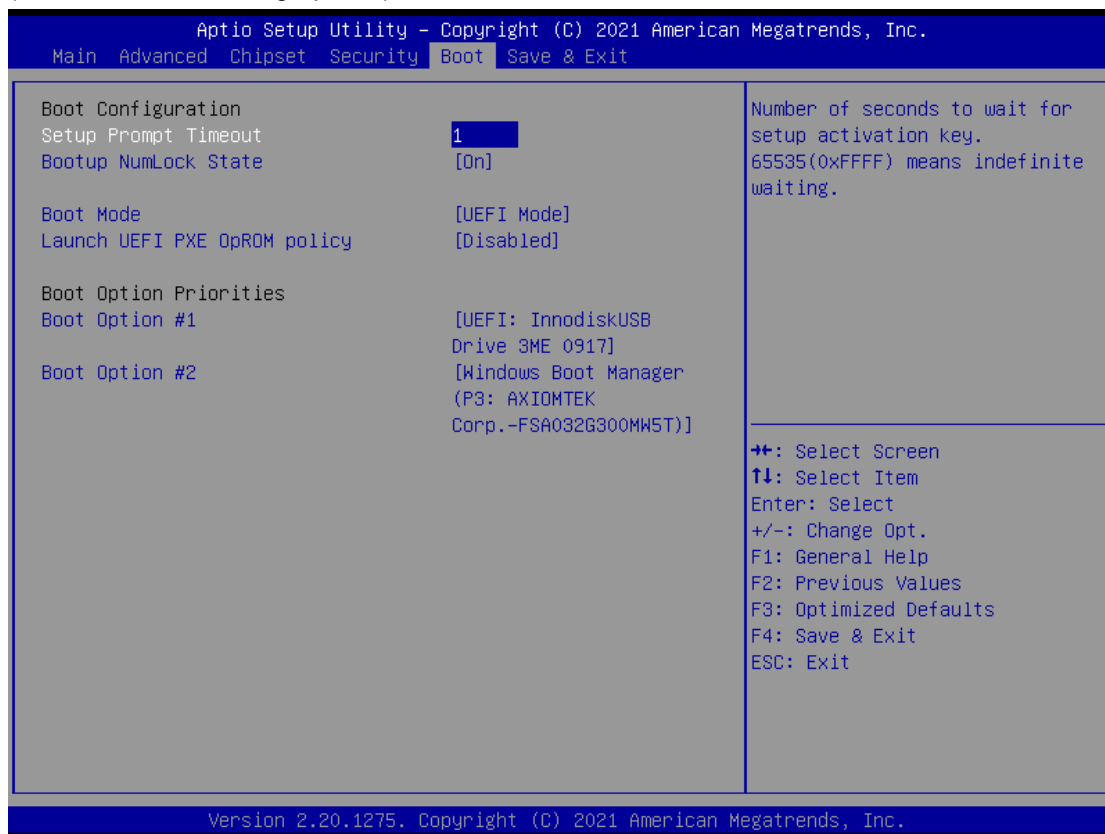 Aptio Setup Utility – Copyright (C) 2021 American Megatrends, Inc.
Main Advanced Chipset Security Boot Save & Exit
Boot Configuration
Setup Prompt Timeout 1
Bootup NumLock State [On]
Boot Mode [UEFI Mode]
Launch UEFI PXE OpROM policy [Disabled]
Boot Option Priorities
Boot Option #1 [UEFI: InnodiskUSB
Drive 3ME 0917]
Boot Option #2 [Windows Boot Manager
(P3: AXIOMTEK
Corp.-FSA032G300MW5T)]
Number of seconds to wait for
setup activation key.
65535(0xFFFF) means indefinite
waiting.
→←: Select Screen
↑↓: Select Item
Enter: Select
+/-: Change Opt.
F1: General Help
F2: Previous Values
F3: Optimized Defaults
F4: Save & Exit
ESC: Exit
Version 2.20.1275. Copyright (C) 2021 American Megatrends, Inc.